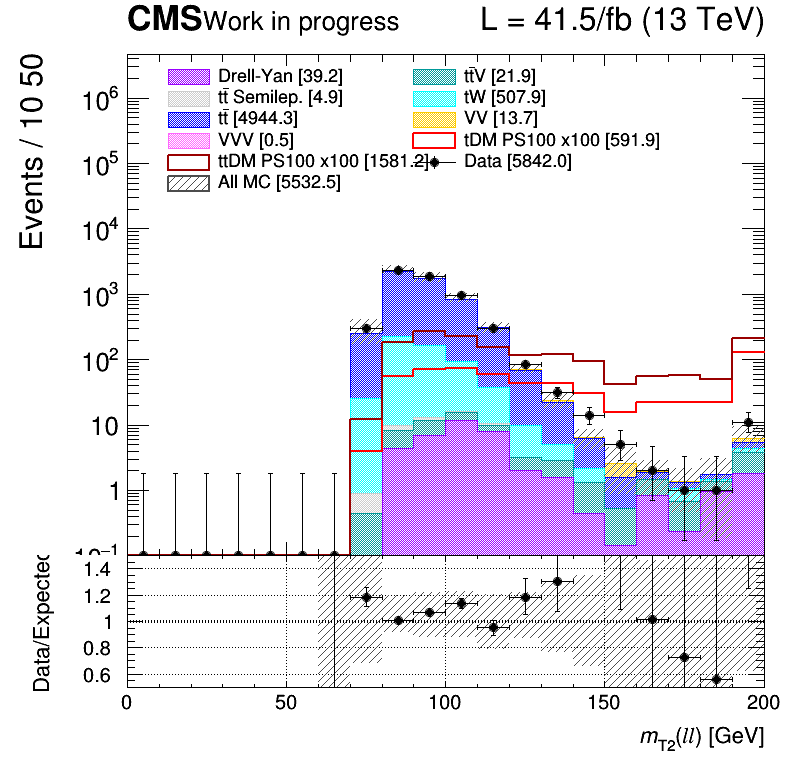 CMS Work in progress L = 41.5/fb (13 TeV)
Events / 10 50
Drell-Yan [39.2] tt̄V [21.9]
tt̄ Semilep. [4.9] tW [507.9]
tt̄ [4944.3] VV [13.7]
VVV [0.5] tDM PS100 x100 [591.9]
ttDM PS100 x100 [1581.2] Data [5842.0]
All MC [5532.5]
10⁶
10⁵
10⁴
10³
10²
10
1
10⁻¹
Data/Expected
1.4
1.2
1
0.8
0.6
0 50 100 150 200
m_T2(ll) [GeV]